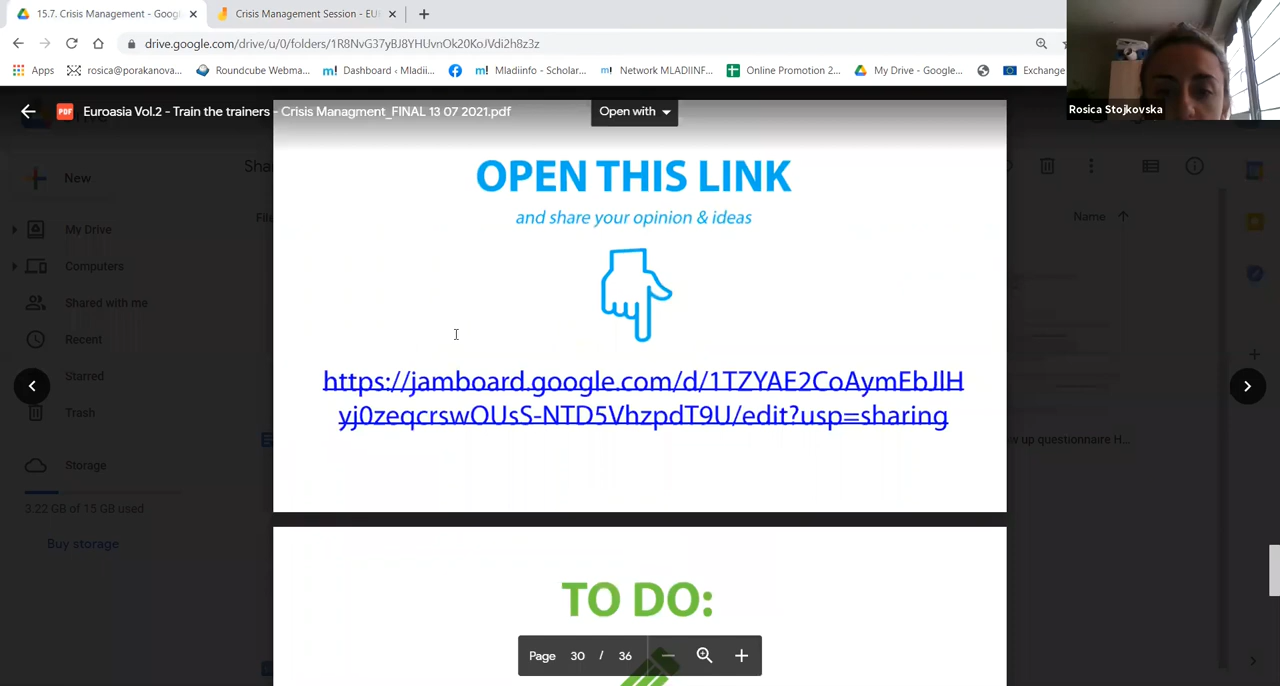 15.7. Crisis Management - Goog
Crisis Management Session - EU
drive.google.com/drive/u/0/folders/1R8NvG37yBJ8YHUvnOk20KoJVdi2h8z3z
Apps
rosica@porakanova...
Roundcube Webma...
m! Dashboard ‹ Mladii...
m! Mladiinfo - Scholar...
m! Network MLADIINF...
Online Promotion 2...
My Drive - Google...
Exchange
Rosica Stojkovska
PDF Euroasia Vol.2 - Train the trainers - Crisis Managment_FINAL 13 07 2021.pdf
Open with
New
My Drive
Computers
Shared with me
Recent
Starred
Trash
Storage
3.22 GB of 15 GB used
Buy storage
Name
OPEN THIS LINK
and share your opinion & ideas
https://jamboard.google.com/d/1TZYAE2CoAymEbJlH
yj0zeqcrswOUsS-NTD5VhzpdT9U/edit?usp=sharing
w up questionnaire H...
TO DO:
Page 30 / 36